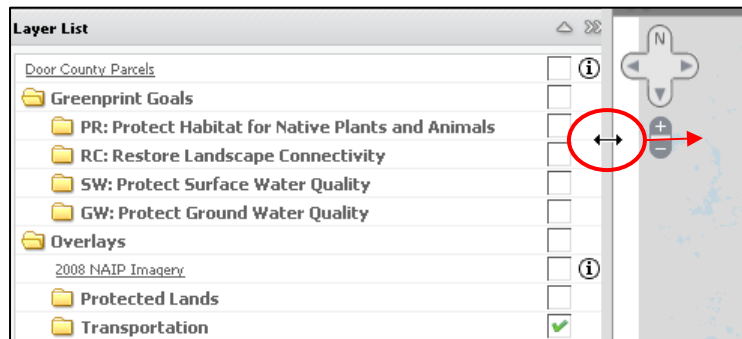 Layer List
Door County Parcels
Greenprint Goals
PR: Protect Habitat for Native Plants and Animals
RC: Restore Landscape Connectivity
SW: Protect Surface Water Quality
GW: Protect Ground Water Quality
Overlays
2008 NAIP Imagery
Protected Lands
Transportation
N